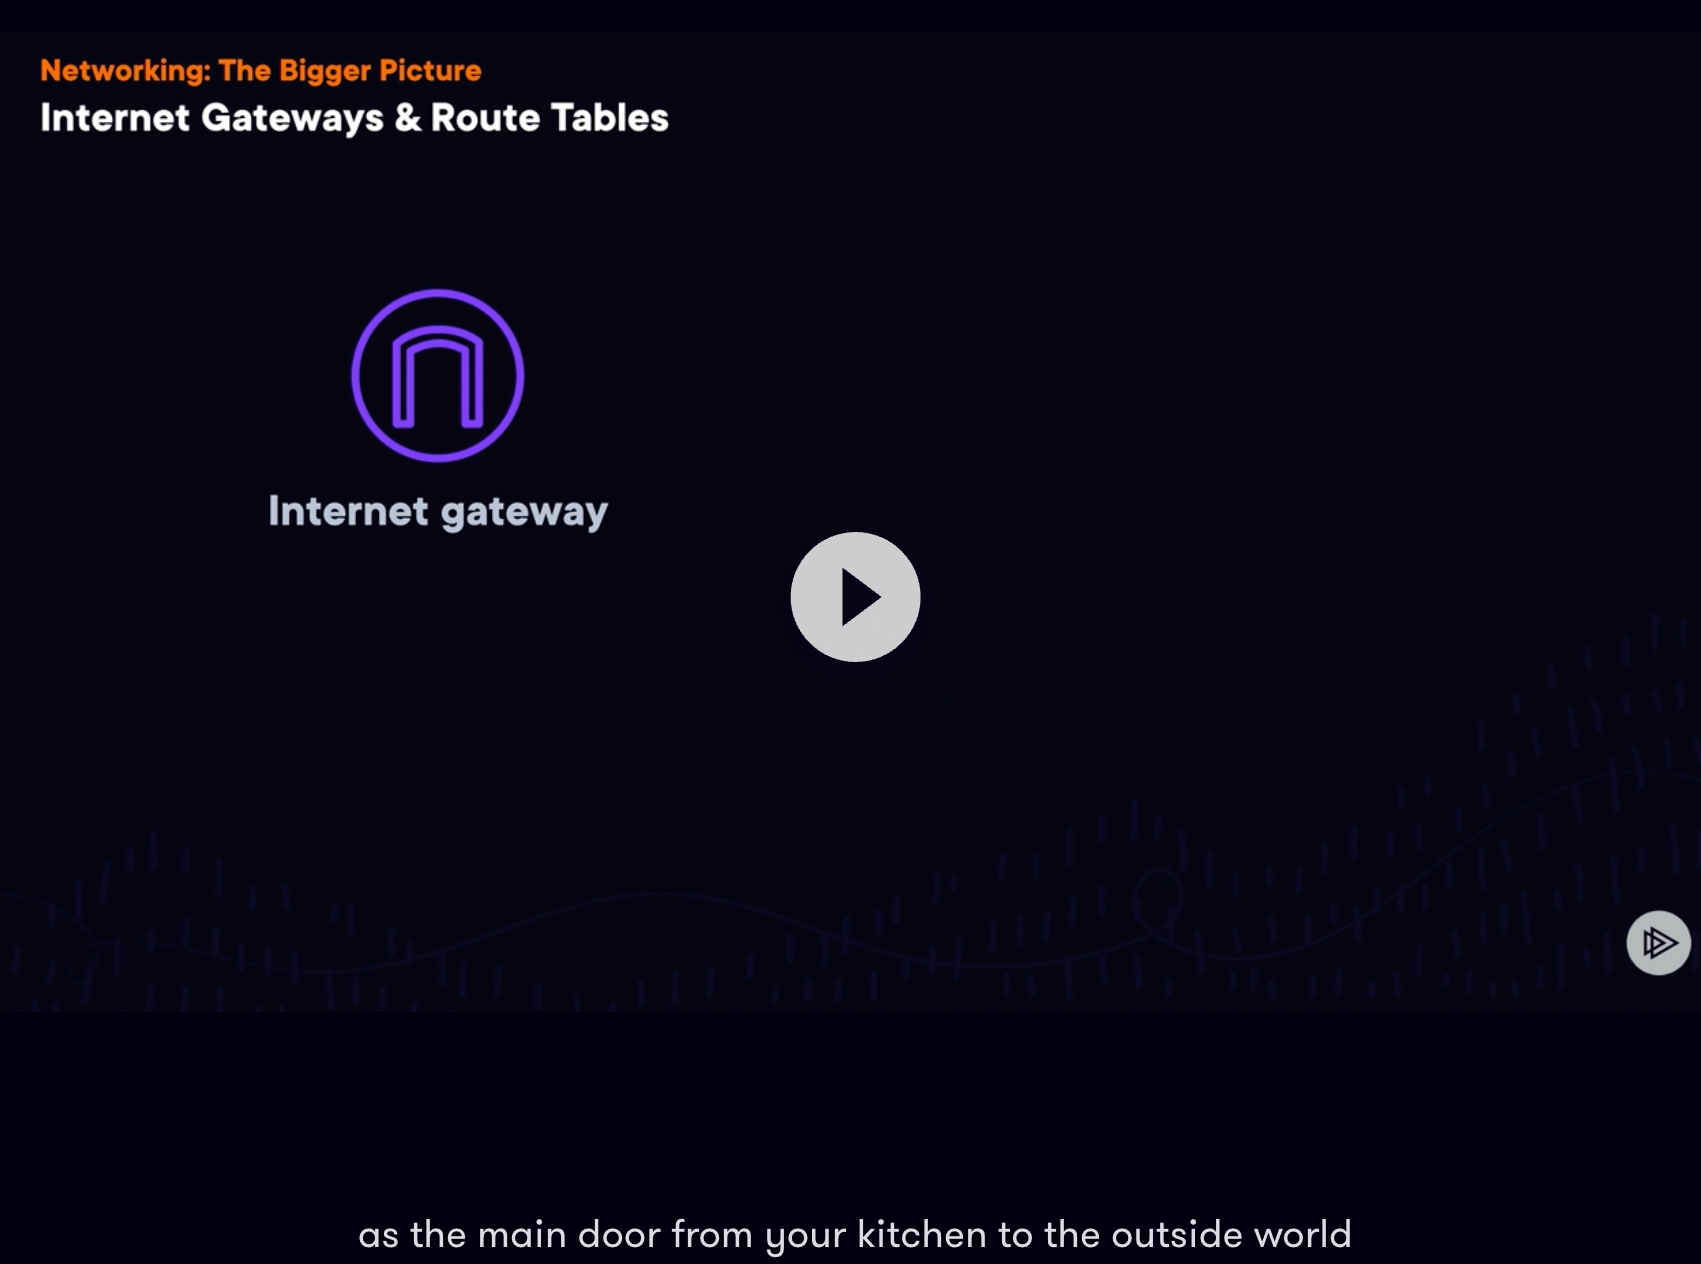 Networking: The Bigger Picture
Internet Gateways & Route Tables
Internet gateway
as the main door from your kitchen to the outside world